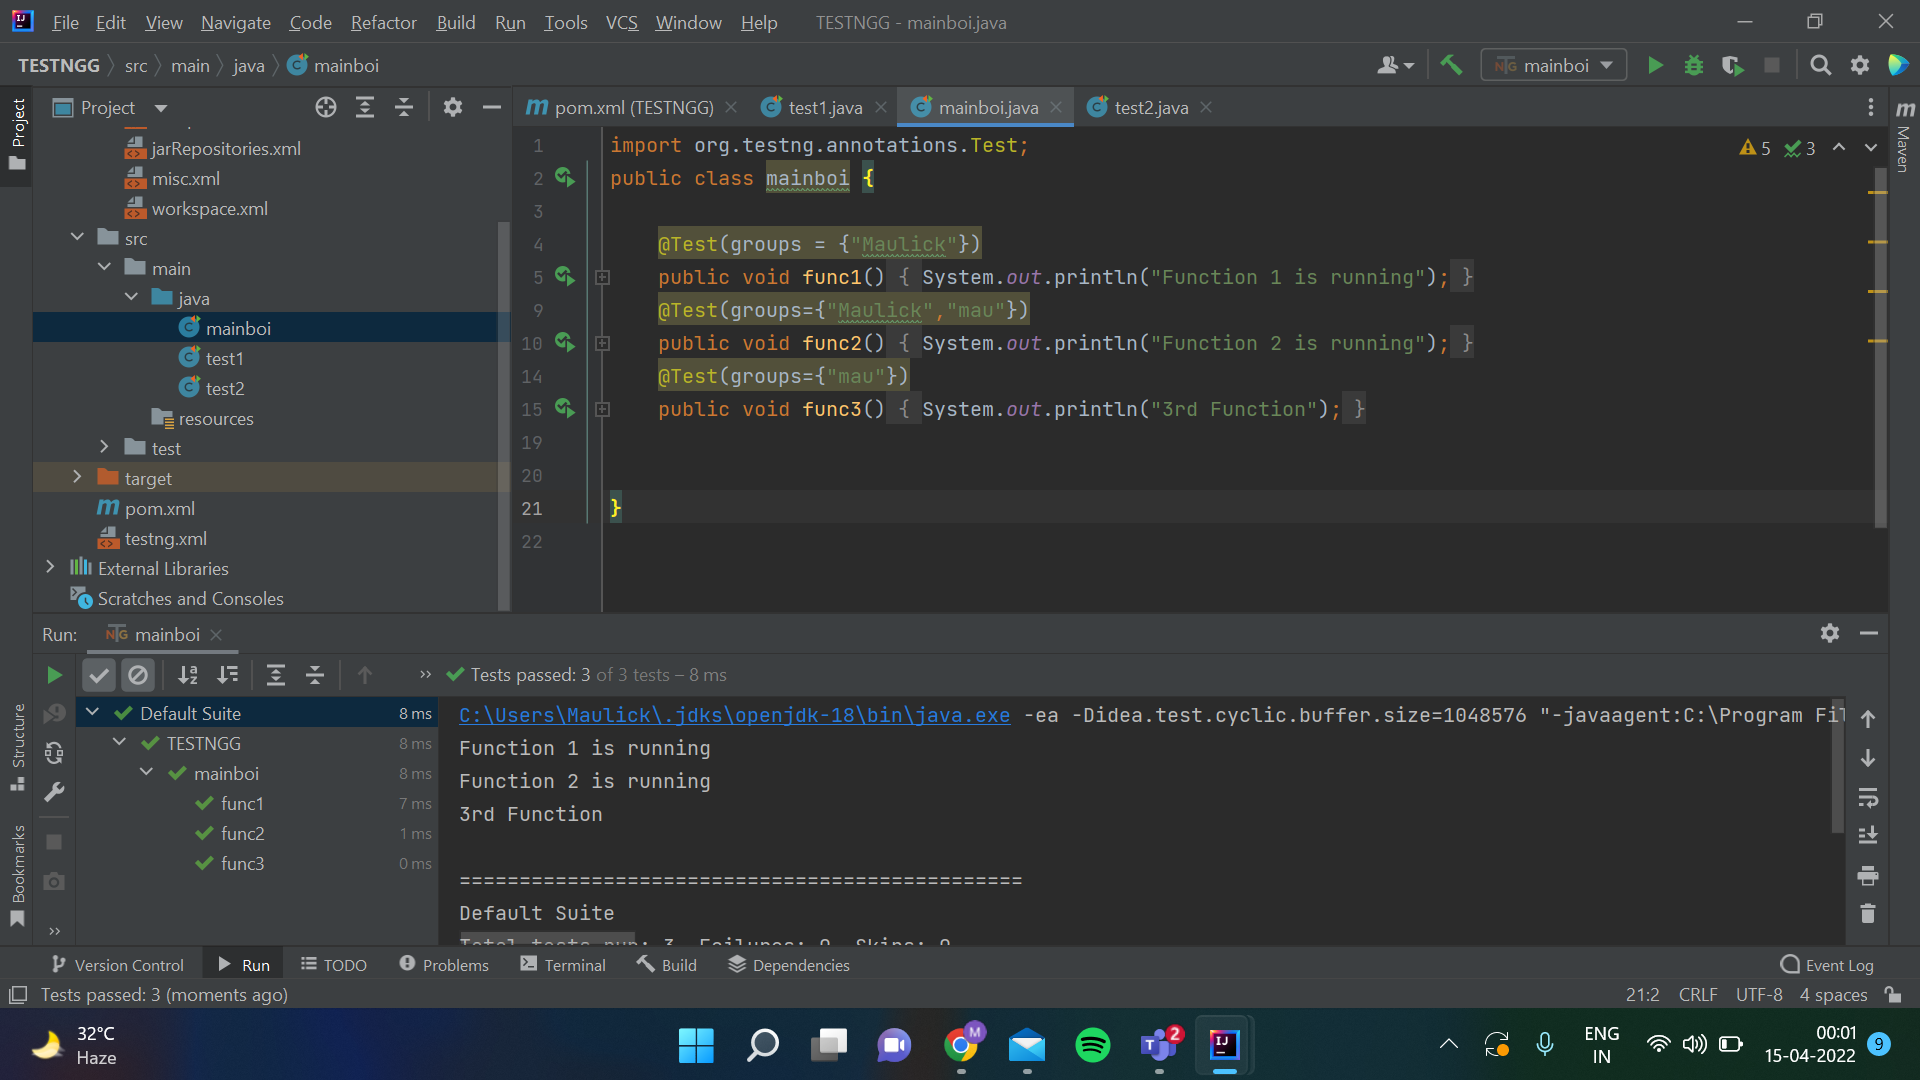 File Edit View Navigate Code Refactor Build Run Tools VCS Window Help TESTNGG - mainboi.java
TESTNGG src main java mainboi
mainboi
Project
pom.xml (TESTNGG) test1.java mainboi.java test2.java
Project
Maven
jarRepositories.xml
misc.xml
workspace.xml
src
main
java
mainboi
test1
test2
resources
test
target
pom.xml
testng.xml
External Libraries
Scratches and Consoles
5 3
1 import org.testng.annotations.Test;
2 public class mainboi {
3
4 @Test(groups = {"Maulick"})
5 public void func1() { System.out.println("Function 1 is running"); }
9 @Test(groups={"Maulick","mau"})
10 public void func2() { System.out.println("Function 2 is running"); }
14 @Test(groups={"mau"})
15 public void func3() { System.out.println("3rd Function"); }
19
20
21 }
22
Run: mainboi
Tests passed: 3 of 3 tests – 8 ms
Default Suite 8 ms
TESTNGG 8 ms
mainboi 8 ms
func1 7 ms
func2 1 ms
func3 0 ms
C:\Users\Maulick\.jdks\openjdk-18\bin\java.exe -ea -Didea.test.cyclic.buffer.size=1048576 "-javaagent:C:\Program Fil
Function 1 is running
Function 2 is running
3rd Function
===============================================
Default Suite
Total tests run: 3, Failures: 0, Skips: 0
Structure
Bookmarks
Version Control Run TODO Problems Terminal Build Dependencies Event Log
Tests passed: 3 (moments ago) 21:2 CRLF UTF-8 4 spaces
32°C
Haze
M
2
ENG
IN
00:01
15-04-2022
9